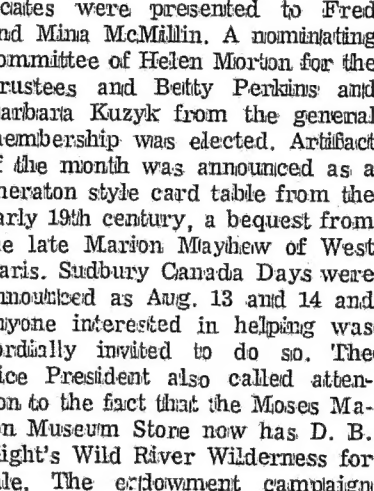 ciates were presented to Fred
nd Mina McMillin. A nominating
ommittee of Helen Morton for the
rustees and Betty Perkins and
arbara Kuzyk from the general
embership was elected. Artifact
f the month was announced as a
heraton style card table from the
arly 19th century, a bequest from
e late Marion Mayhew of West
aris. Sudbury Canada Days were
nnounced as Aug. 13 and 14 and
nyone interested in helping was
ordially invited to do so. The
ice President also called atten-
on to the fact that the Moses Ma-
n Museum Store now has D. B.
ight's Wild River Wilderness for
le. The endowment campaign